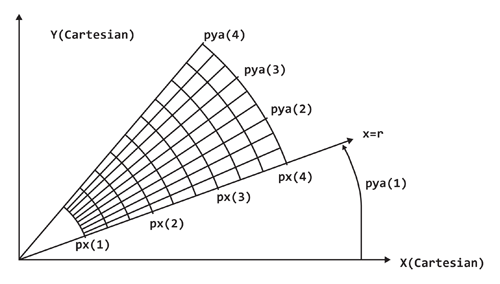 pya(4)
Y(Cartesian)
pya(3)
pya(2)
x=r
px(4)
pya(1)
px(3)
px(2)
px(1)
X(Cartesian)